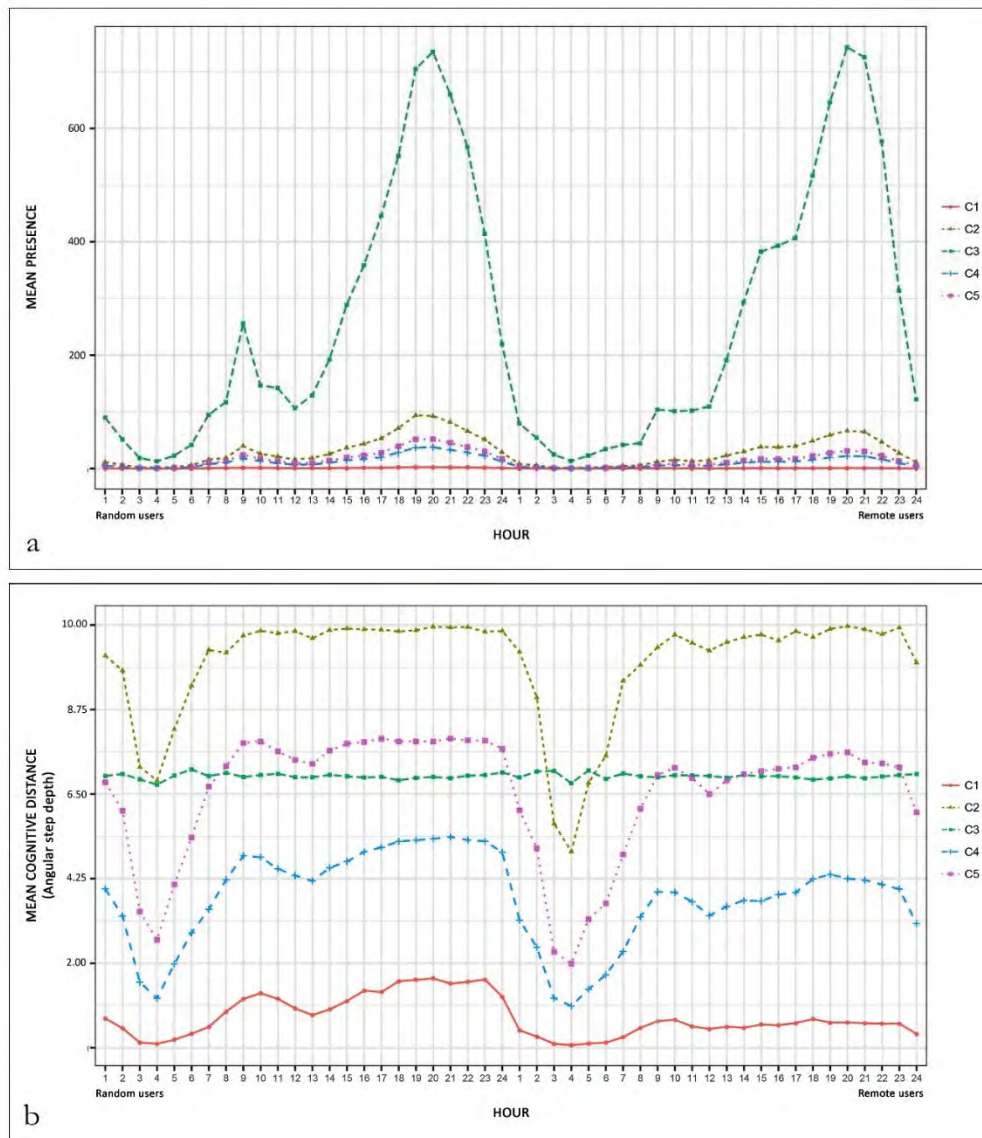 600
400
200
MEAN PRESENCE
1 2 3 4 5 6 7 8 9 10 11 12 13 14 15 16 17 18 19 20 21 22 23 24 1 2 3 4 5 6 7 8 9 10 11 12 13 14 15 16 17 18 19 20 21 22 23 24
Random users Remote users
HOUR
C1
C2
C3
C4
C5
a
10.00
8.75
6.50
4.25
2.00
MEAN COGNITIVE DISTANCE
(Angular step depth)
1 2 3 4 5 6 7 8 9 10 11 12 13 14 15 16 17 18 19 20 21 22 23 24 1 2 3 4 5 6 7 8 9 10 11 12 13 14 15 16 17 18 19 20 21 22 23 24
Random users Remote users
HOUR
C1
C2
C3
C4
C5
b